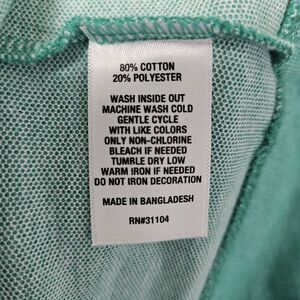 80% COTTON
20% POLYESTER
WASH INSIDE OUT
MACHINE WASH COLD
GENTLE CYCLE
WITH LIKE COLORS
ONLY NON-CHLORINE
BLEACH IF NEEDED
TUMBLE DRY LOW
WARM IRON IF NEEDED
DO NOT IRON DECORATION
MADE IN BANGLADESH
RN#31104